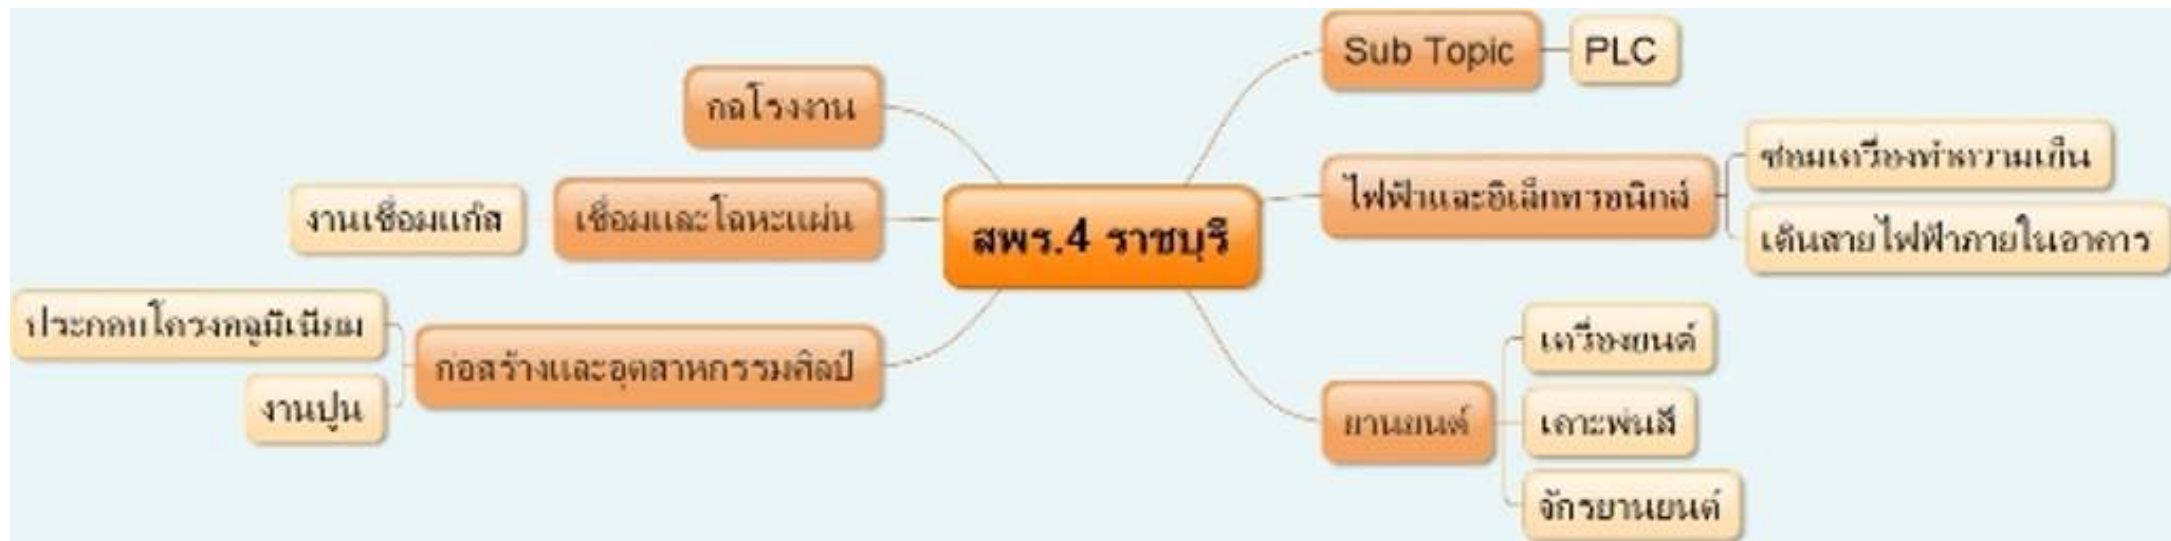 Sub Topic
PLC
กลโรงงาน
ซ่อมเครื่องทำความเย็น
ไฟฟ้าและอิเล็กทรอนิกส์
งานเชื่อมแก๊ส
เชื่อมและโลหะแผ่น
สพร.4 ราชบุรี
เดินสายไฟฟ้าภายในอาคาร
ประกอบโครงอลูมิเนียม
ก่อสร้างและอุตสาหกรรมศิลป์
งานปูน
เครื่องยนต์
ยานยนต์
เคาะพ่นสี
จักรยานยนต์